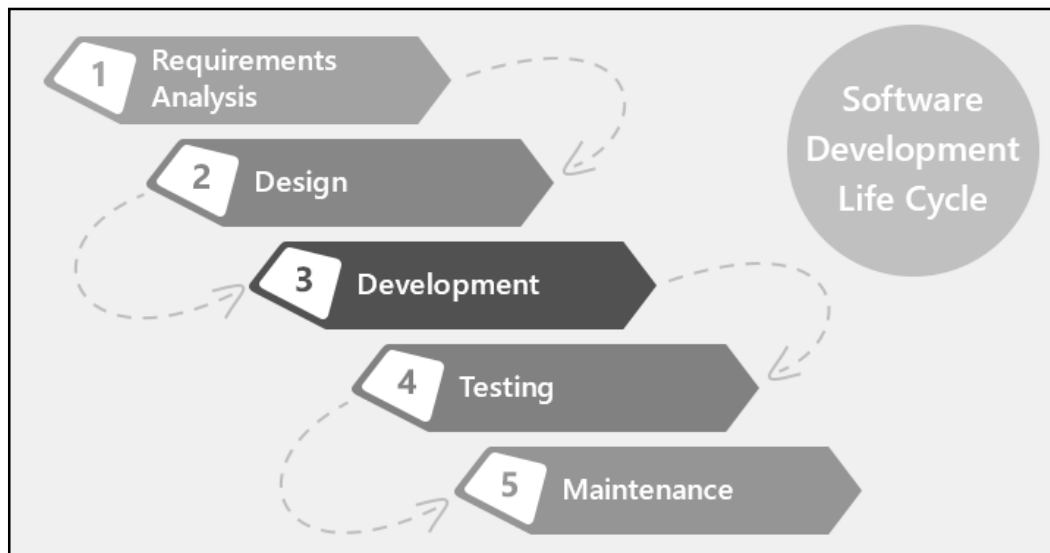 1
Requirements
Analysis
2
Design
3
Development
4
Testing
5
Maintenance
Software
Development
Life Cycle